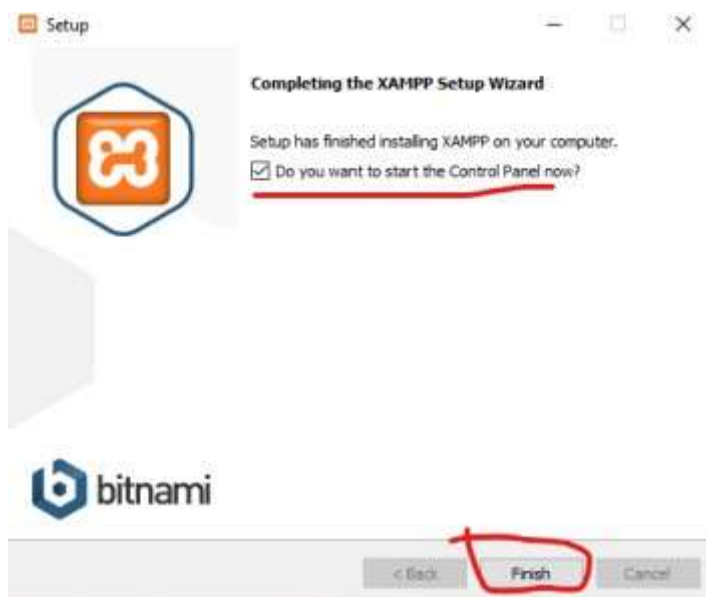 Setup
Completing the XAMPP Setup Wizard
Setup has finished installing XAMPP on your computer.
Do you want to start the Control Panel now?
bitnami
< Back
Finish
Cancel